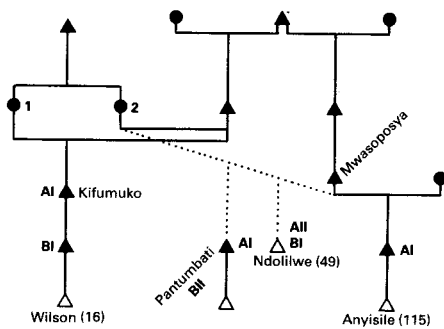 1
2
Mwasoposya
AI Kifumuko
AII
AI
BI
AI
BI
Pantumbati
BII
Ndolilwe (49)
Wilson (16)
Anyisile (115)